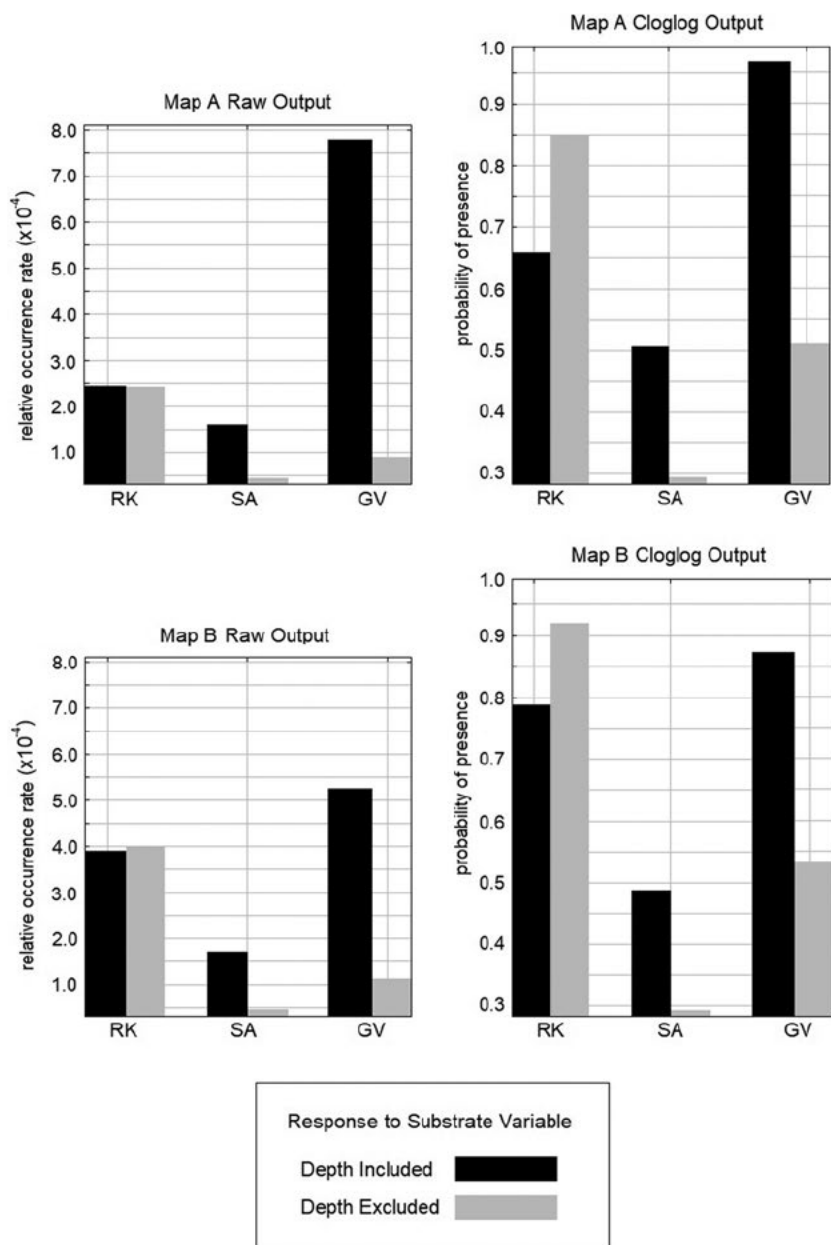 Map A Raw Output
relative occurrence rate (x10⁻⁴)
8.0
7.0
6.0
5.0
4.0
3.0
2.0
1.0
RK SA GV
Map A Cloglog Output
probability of presence
1.0
0.9
0.8
0.7
0.6
0.5
0.4
0.3
RK SA GV
Map B Raw Output
relative occurrence rate (x10⁻⁴)
8.0
7.0
6.0
5.0
4.0
3.0
2.0
1.0
RK SA GV
Map B Cloglog Output
probability of presence
1.0
0.9
0.8
0.7
0.6
0.5
0.4
0.3
RK SA GV
Response to Substrate Variable
Depth Included
Depth Excluded